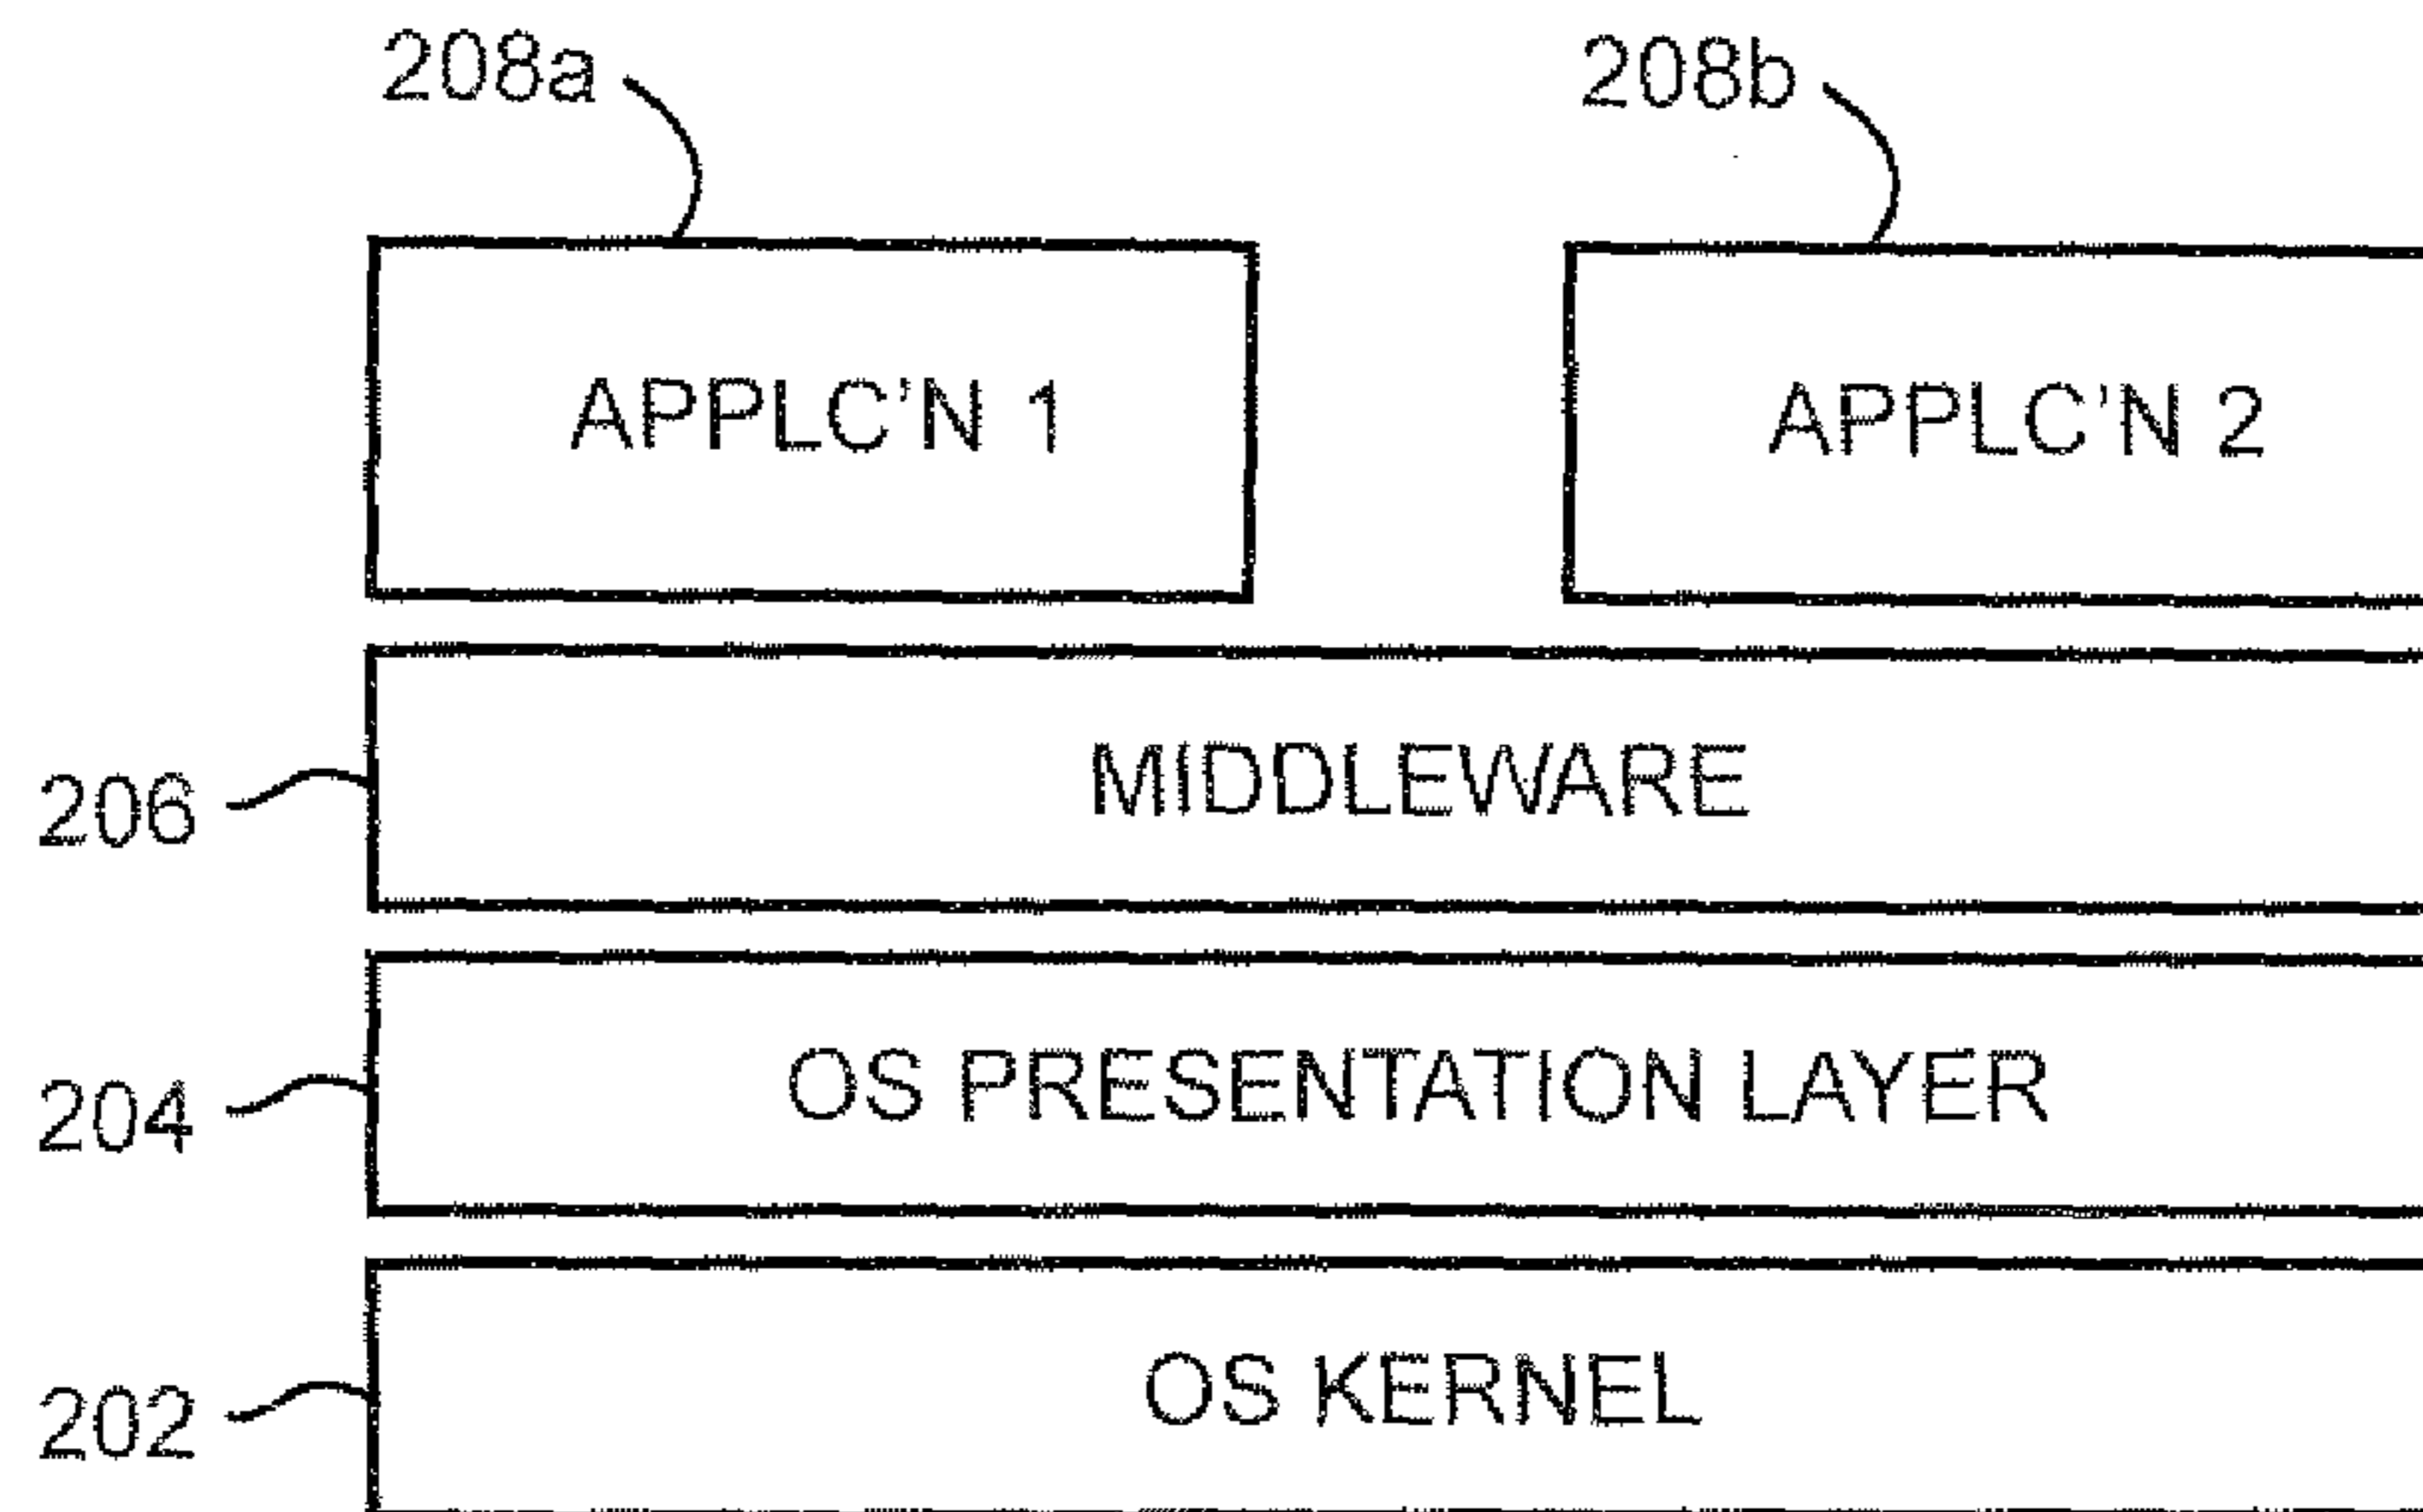 208a 208b
APPLC'N 1 APPLC'N 2
206 MIDDLEWARE
204 OS PRESENTATION LAYER
202 OS KERNEL